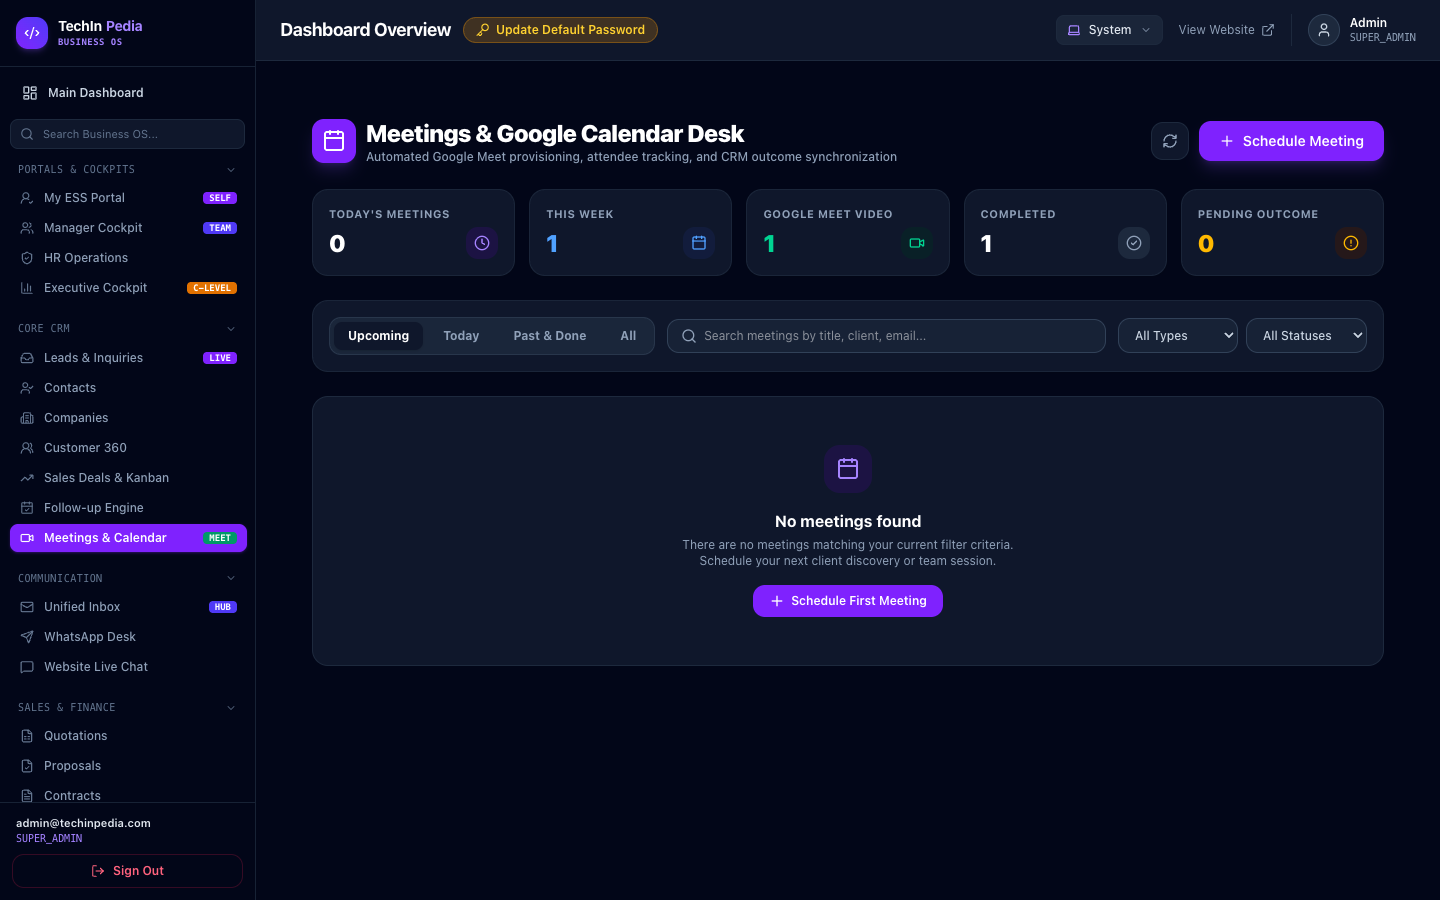 TechIn Pedia
BUSINESS OS
Main Dashboard
Search Business OS...
PORTALS & COCKPITS
My ESS Portal SELF
Manager Cockpit TEAM
HR Operations
Executive Cockpit C-LEVEL
CORE CRM
Leads & Inquiries LIVE
Contacts
Companies
Customer 360
Sales Deals & Kanban
Follow-up Engine
Meetings & Calendar MEET
COMMUNICATION
Unified Inbox HUB
WhatsApp Desk
Website Live Chat
SALES & FINANCE
Quotations
Proposals
Contracts
admin@techinpedia.com
SUPER_ADMIN
Sign Out
Dashboard Overview Update Default Password
System View Website
Admin
SUPER_ADMIN
Meetings & Google Calendar Desk
Automated Google Meet provisioning, attendee tracking, and CRM outcome synchronization
Schedule Meeting
TODAY'S MEETINGS
0
THIS WEEK
1
GOOGLE MEET VIDEO
1
COMPLETED
1
PENDING OUTCOME
0
Upcoming Today Past & Done All
Search meetings by title, client, email...
All Types All Statuses
No meetings found
There are no meetings matching your current filter criteria.
Schedule your next client discovery or team session.
Schedule First Meeting